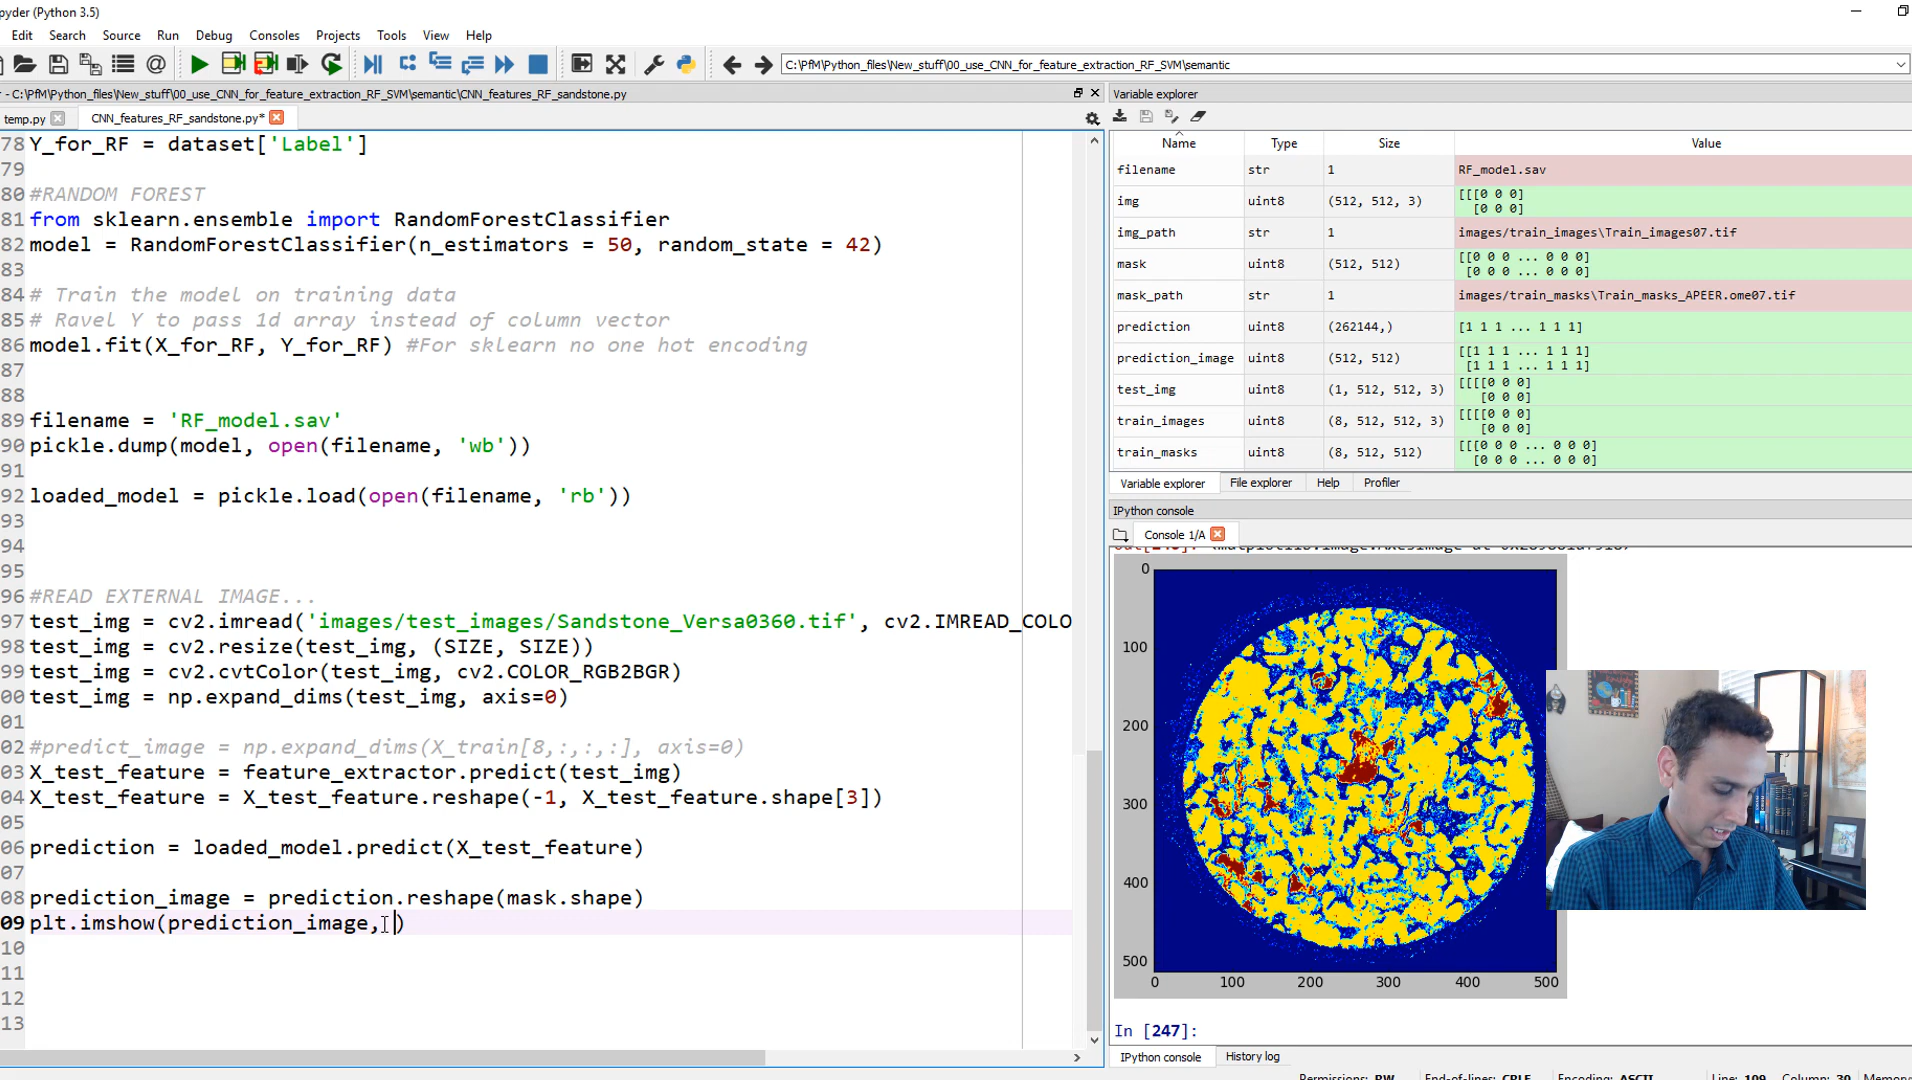 pyder (Python 3.5)
Edit Search Source Run Debug Consoles Projects Tools View Help
C:\PfM\Python_files\New_stuff\00_use_CNN_for_feature_extraction_RF_SVM\semantic
- C:\PfM\Python_files\New_stuff\00_use_CNN_for_feature_extraction_RF_SVM\semantic\CNN_features_RF_sandstone.py
temp.py CNN_features_RF_sandstone.py*
78 Y_for_RF = dataset['Label']
79
80 #RANDOM FOREST
81 from sklearn.ensemble import RandomForestClassifier
82 model = RandomForestClassifier(n_estimators = 50, random_state = 42)
83
84 # Train the model on training data
85 # Ravel Y to pass 1d array instead of column vector
86 model.fit(X_for_RF, Y_for_RF) #For sklearn no one hot encoding
87
88
89 filename = 'RF_model.sav'
90 pickle.dump(model, open(filename, 'wb'))
91
92 loaded_model = pickle.load(open(filename, 'rb'))
93
94
95
96 #READ EXTERNAL IMAGE...
97 test_img = cv2.imread('images/test_images/Sandstone_Versa0360.tif', cv2.IMREAD_COLO
98 test_img = cv2.resize(test_img, (SIZE, SIZE))
99 test_img = cv2.cvtColor(test_img, cv2.COLOR_RGB2BGR)
00 test_img = np.expand_dims(test_img, axis=0)
01
02 #predict_image = np.expand_dims(X_train[8,:,:,:], axis=0)
03 X_test_feature = feature_extractor.predict(test_img)
04 X_test_feature = X_test_feature.reshape(-1, X_test_feature.shape[3])
05
06 prediction = loaded_model.predict(X_test_feature)
07
08 prediction_image = prediction.reshape(mask.shape)
09 plt.imshow(prediction_image, )
10
11
12
13
Variable explorer
Name Type Size Value
filename str 1 RF_model.sav
img uint8 (512, 512, 3) [[[0 0 0]
[0 0 0]
img_path str 1 images/train_images\Train_images07.tif
mask uint8 (512, 512) [[0 0 0 ... 0 0 0]
[0 0 0 ... 0 0 0]
mask_path str 1 images/train_masks\Train_masks_APEER.ome07.tif
prediction uint8 (262144,) [1 1 1 ... 1 1 1]
prediction_image uint8 (512, 512) [[1 1 1 ... 1 1 1]
[1 1 1 ... 1 1 1]
test_img uint8 (1, 512, 512, 3) [[[[0 0 0]
[0 0 0]
train_images uint8 (8, 512, 512, 3) [[[[0 0 0]
[0 0 0]
train_masks uint8 (8, 512, 512) [[[0 0 0 ... 0 0 0]
[0 0 0 ... 0 0 0]
Variable explorer File explorer Help Profiler
IPython console
Console 1/A
0
100
200
300
400
500
0 100 200 300 400 500
In [247]:
IPython console History log
Permissions: RW End-of-lines: CRLF Encoding: ASCII Line: 109 Column: 30